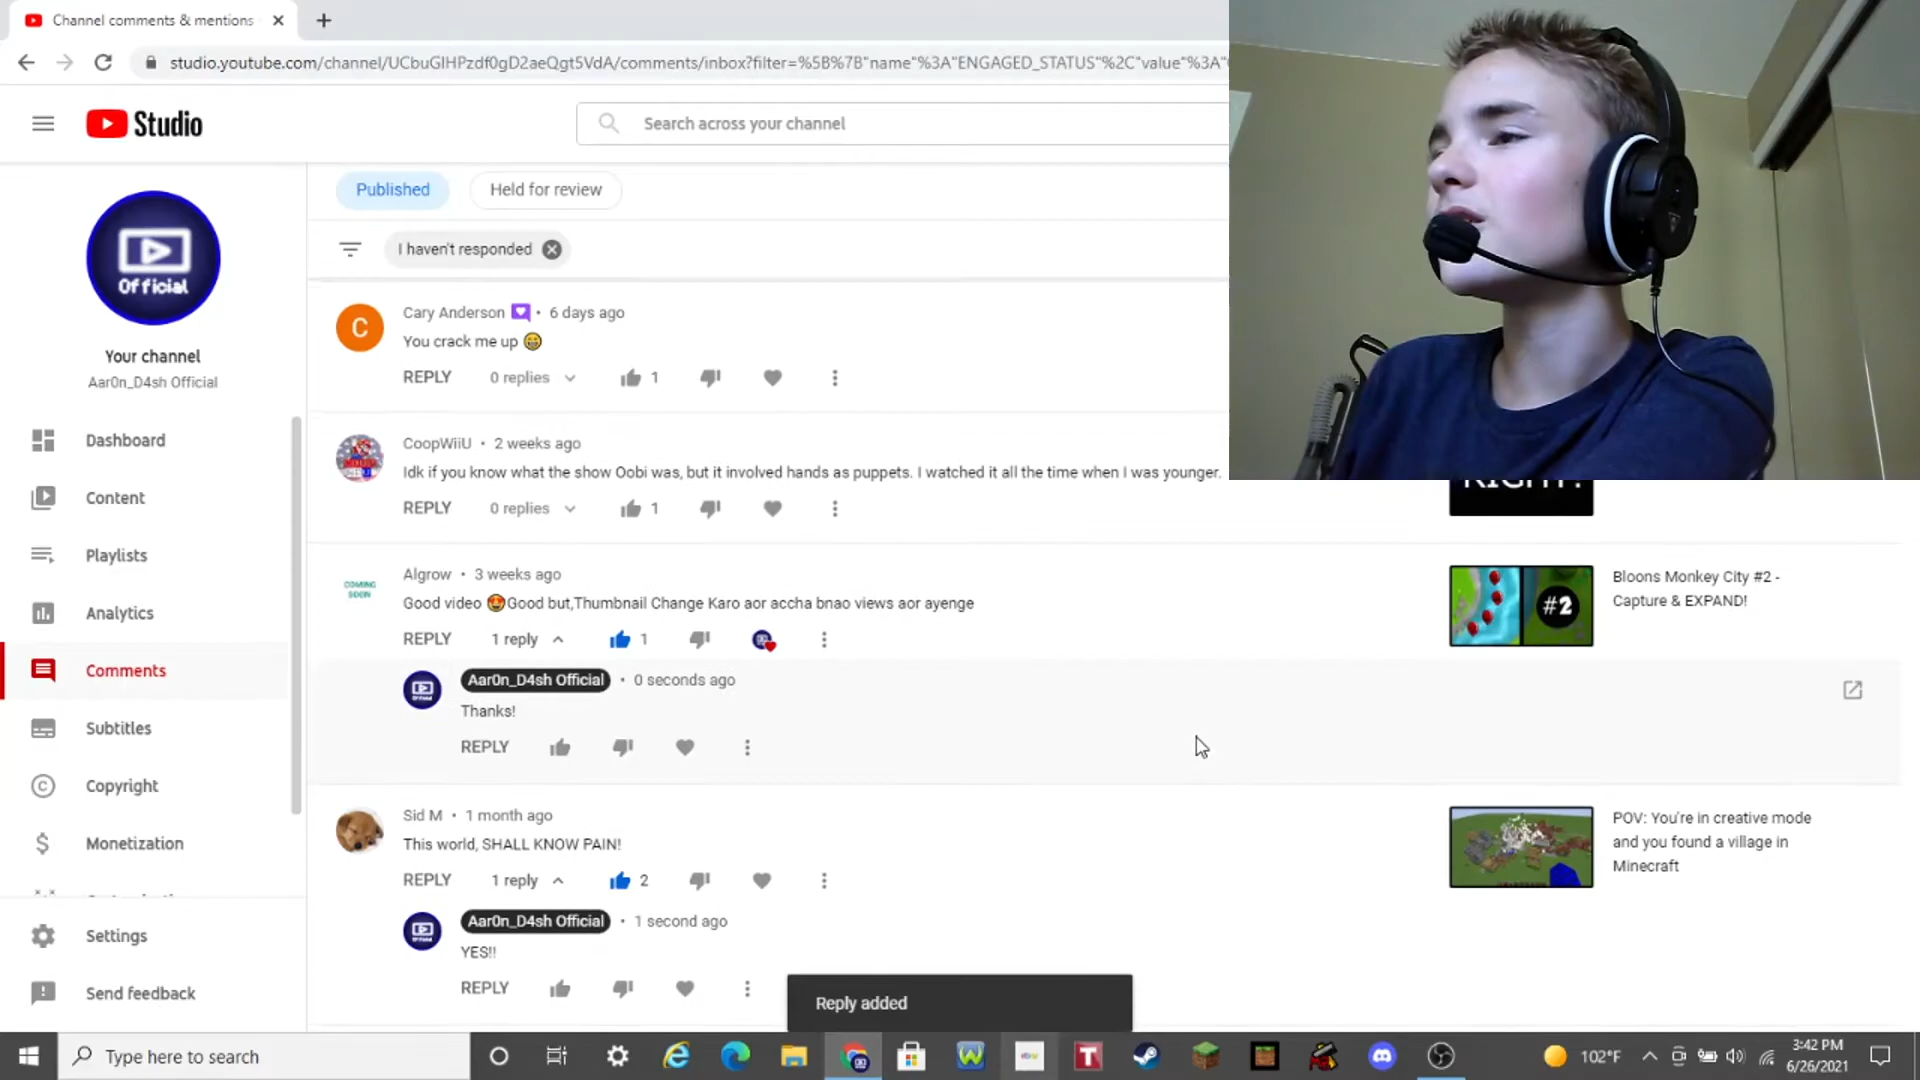 Channel comments & mentions
studio.youtube.com/channel/UCbuGIHPzdf0gD2aeQgt5VdA/comments/inbox?filter=%5B%7B"name"%3A"ENGAGED_STATUS"%2C"value"%3A
Studio
Search across your channel
Published
Held for review
I haven't responded
Official
Your channel
Aar0n_D4sh Official
Dashboard
Content
Playlists
Analytics
Comments
Subtitles
Copyright
Monetization
Settings
Send feedback
C
Cary Anderson • 6 days ago
You crack me up 😁
REPLY 0 replies 1
CoopWiiU • 2 weeks ago
Idk if you know what the show Oobi was, but it involved hands as puppets. I watched it all the time when I was younger.
REPLY 0 replies 1
RIGHT?
COMING SOON
Algrow • 3 weeks ago
Good video 😍Good but,Thumbnail Change Karo aor accha bnao views aor ayenge
REPLY 1 reply 1
#2
Bloons Monkey City #2 -
Capture & EXPAND!
Aar0n_D4sh Official • 0 seconds ago
Thanks!
REPLY
Sid M • 1 month ago
This world, SHALL KNOW PAIN!
REPLY 1 reply 2
POV: You're in creative mode
and you found a village in
Minecraft
Aar0n_D4sh Official • 1 second ago
YES!!
REPLY
Reply added
Type here to search
102°F
3:42 PM
6/26/2021